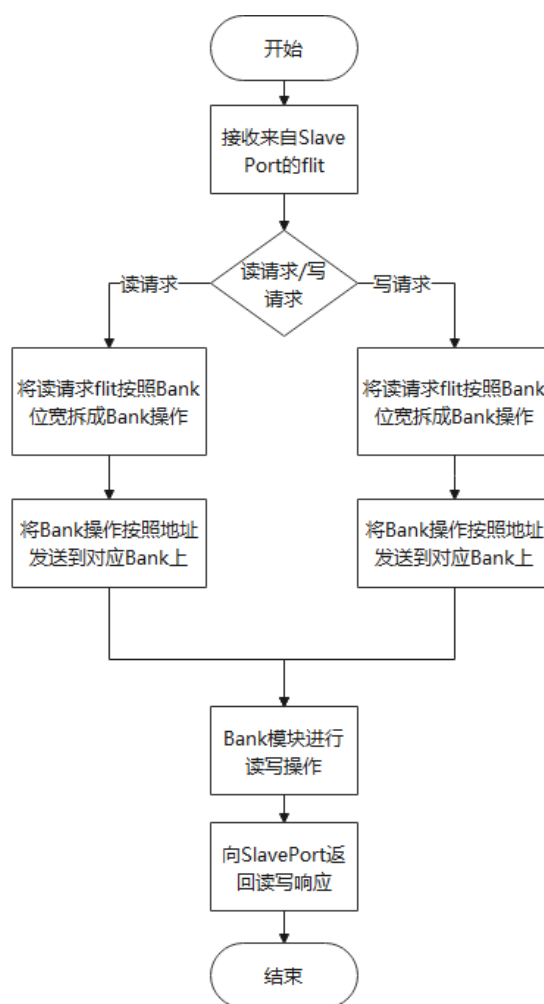 开始
接收来自Slave
Port的flit
读请求/写
请求
读请求
写请求
将读请求flit按照Bank
位宽拆成Bank操作
将读请求flit按照Bank
位宽拆成Bank操作
将Bank操作按照地址
发送到对应Bank上
将Bank操作按照地址
发送到对应Bank上
Bank模块进行
读写操作
向SlavePort返
回读写响应
结束